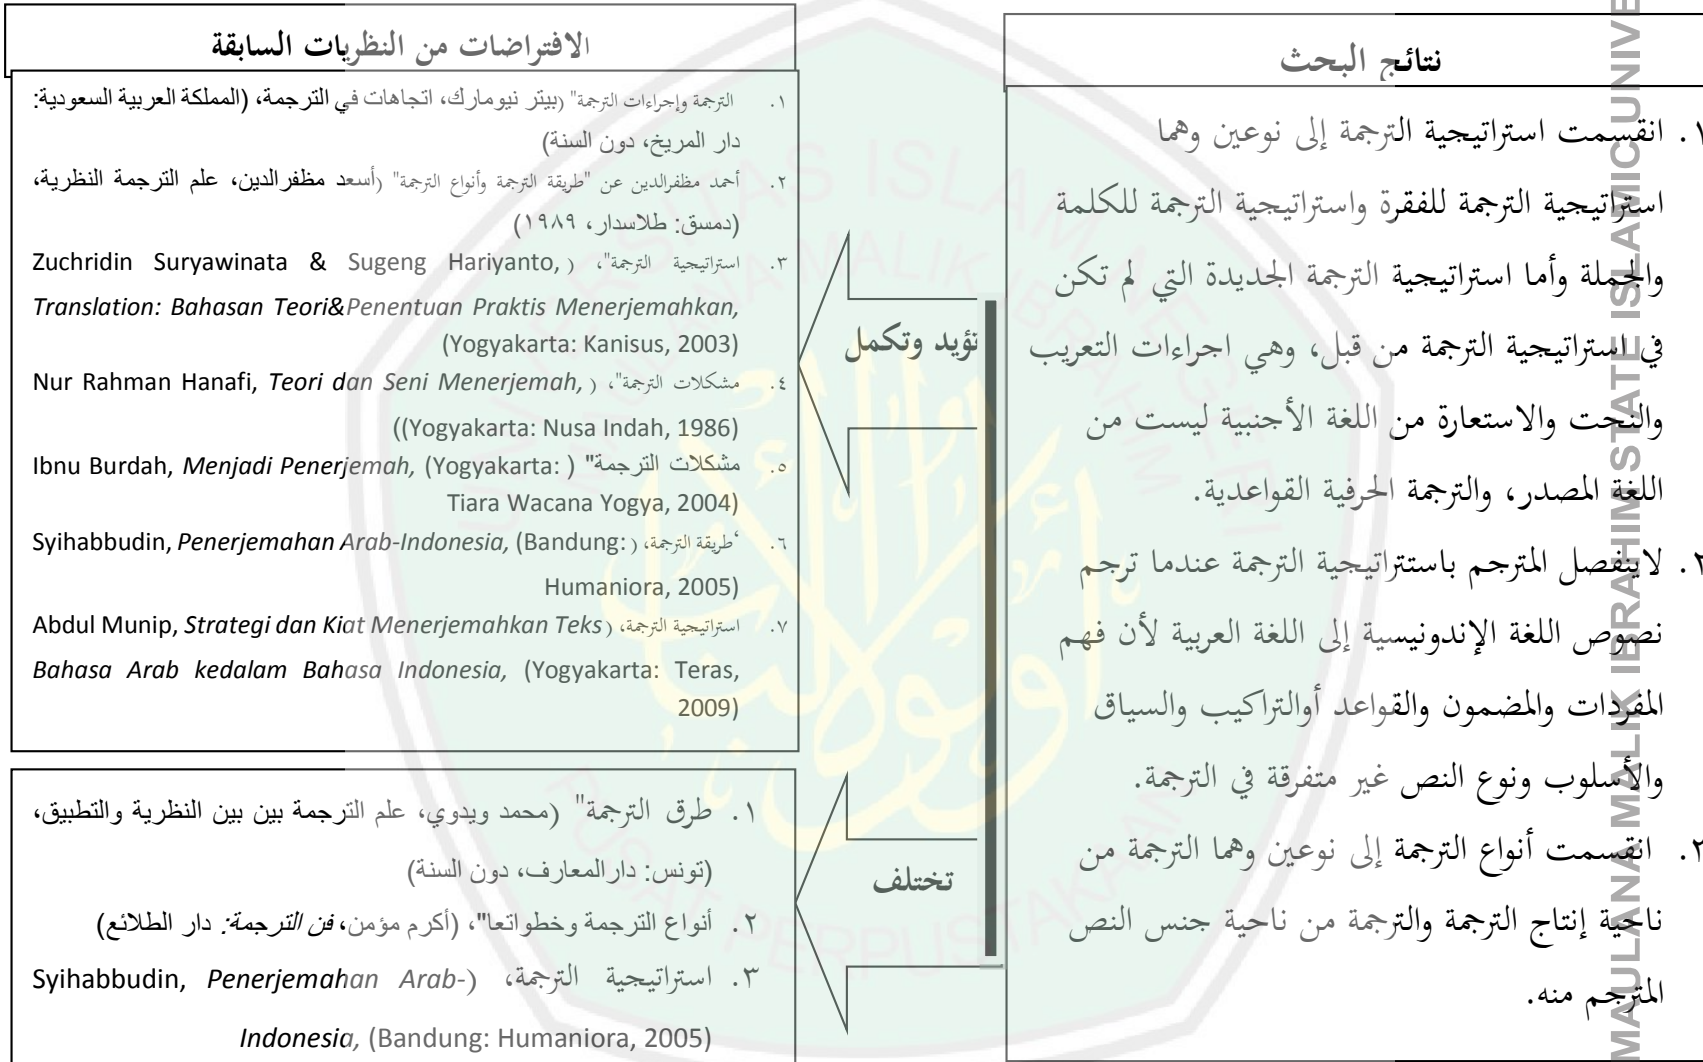 نتائج البحث
١. انقسمت استراتيجية الترجمة إلى نوعين وهما
استراتيجية الترجمة للفقرة واستراتيجية الترجمة للكلمة
والجملة وأما استراتيجية الترجمة الجديدة التي لم تكن
في استراتيجية الترجمة من قبل، وهي اجراءات التعريب
والنحت والاستعارة من اللغة الأجنبية ليست من
اللغة المصدر، والترجمة الحرفية القواعدية.
٢. لاينفصل المترجم باستتراتيجية الترجمة عندما ترجم
نصوص اللغة الإندونيسية إلى اللغة العربية لأن فهم
المفردات والمضمون والقواعد أوالتراكيب والسياق
والأسلوب ونوع النص غير متفرقة في الترجمة.
٢. انقسمت أنواع الترجمة إلى نوعين وهما الترجمة من
ناحية إنتاج الترجمة والترجمة من ناحية جنس النص
المترجم منه.
تؤيد وتكمل
تختلف
الافتراضات من النظريات السابقة
١. الترجمة وإجراءات الترجمة" (بيتر نيومارك، اتجاهات في الترجمة، (المملكة العربية السعودية:
دار المريخ، دون السنة)
٢. أحمد مظفرالدين عن "طريقة الترجمة وأنواع الترجمة" (أسعد مظفرالدين، علم الترجمة النظرية،
(دمسق: طلاسدار، ١٩٨٩)
٣. استراتيجية الترجمة"، ( Zuchridin Suryawinata & Sugeng Hariyanto,
Translation: Bahasan Teori&Penentuan Praktis Menerjemahkan,
(Yogyakarta: Kanisus, 2003)
٤. مشكلات الترجمة"، ( Nur Rahman Hanafi, Teori dan Seni Menerjemah,
((Yogyakarta: Nusa Indah, 1986)
٥. مشكلات الترجمة" ( Ibnu Burdah, Menjadi Penerjemah, (Yogyakarta:
Tiara Wacana Yogya, 2004)
٦. ‘طريقة الترجمة، ( Syihabbudin, Penerjemahan Arab-Indonesia, (Bandung:
Humaniora, 2005)
٧. استراتيجية الترجمة، ( Abdul Munip, Strategi dan Kiat Menerjemahkan Teks
Bahasa Arab kedalam Bahasa Indonesia, (Yogyakarta: Teras,
2009)
١. طرق الترجمة" (محمد ويدوي، علم الترجمة بين بين النظرية والتطبيق،
(تونس: دارالمعارف، دون السنة)
٢. أنواع الترجمة وخطواتعا"، (أكرم مؤمن، فن الترجمة: دار الطلائع)
٣. استراتيجية الترجمة، ( Syihabbudin, Penerjemahan Arab-
Indonesia, (Bandung: Humaniora, 2005)
MAULANA MALIK IBRAHIM STATE ISLAMIC UNIVE